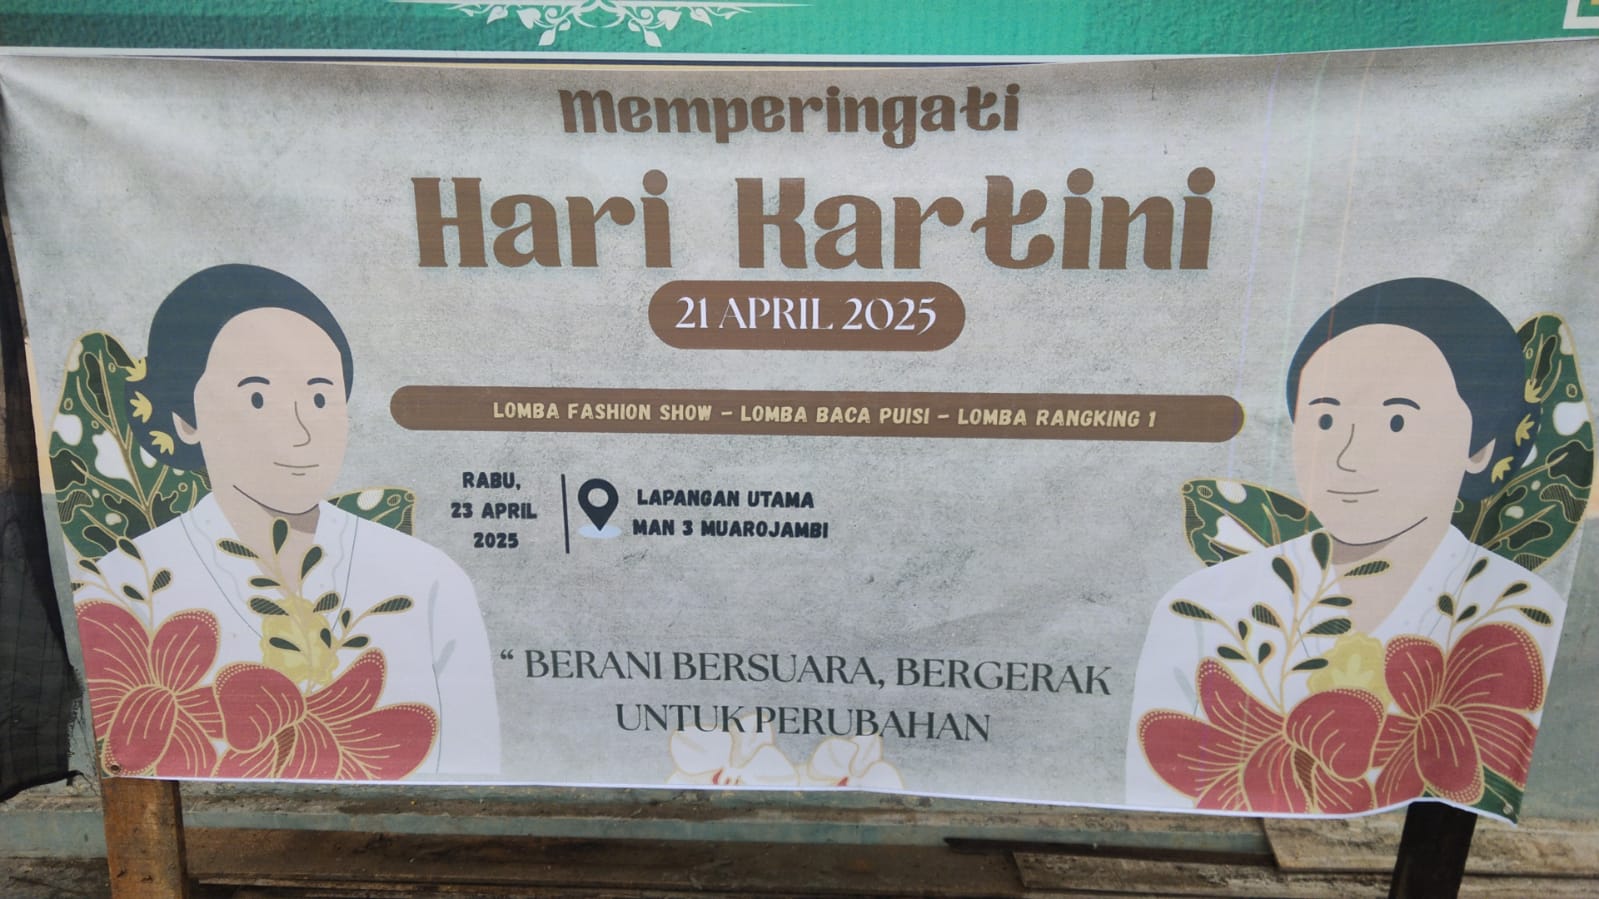 Memperingati
Hari Kartini
21 APRIL 2025
LOMBA FASHION SHOW – LOMBA BACA PUISI – LOMBA RANGKING 1
RABU,
23 APRIL
2025
LAPANGAN UTAMA
MAN 3 MUAROJAMBI
“ BERANI BERSUARA, BERGERAK
UNTUK PERUBAHAN